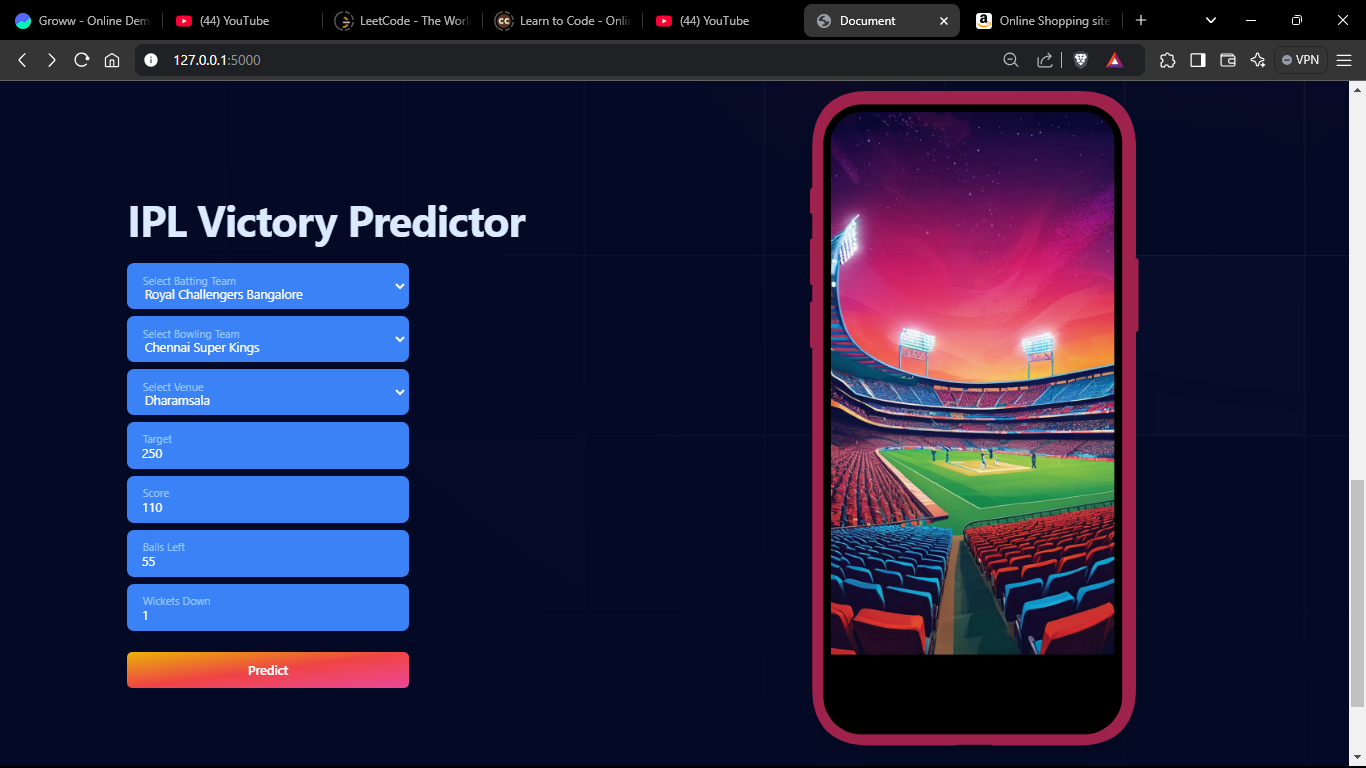 Groww - Online Dem
(44) YouTube
LeetCode - The Worl
Learn to Code - Onlin
(44) YouTube
Document
Online Shopping site
127.0.0.1:5000
VPN
IPL Victory Predictor
Select Batting Team
Royal Challengers Bangalore
Select Bowling Team
Chennai Super Kings
Select Venue
Dharamsala
Target
250
Score
110
Balls Left
55
Wickets Down
1
Predict